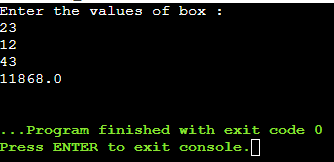 Enter the values of box :
23
12
43
11868.0
...Program finished with exit code 0
Press ENTER to exit console.